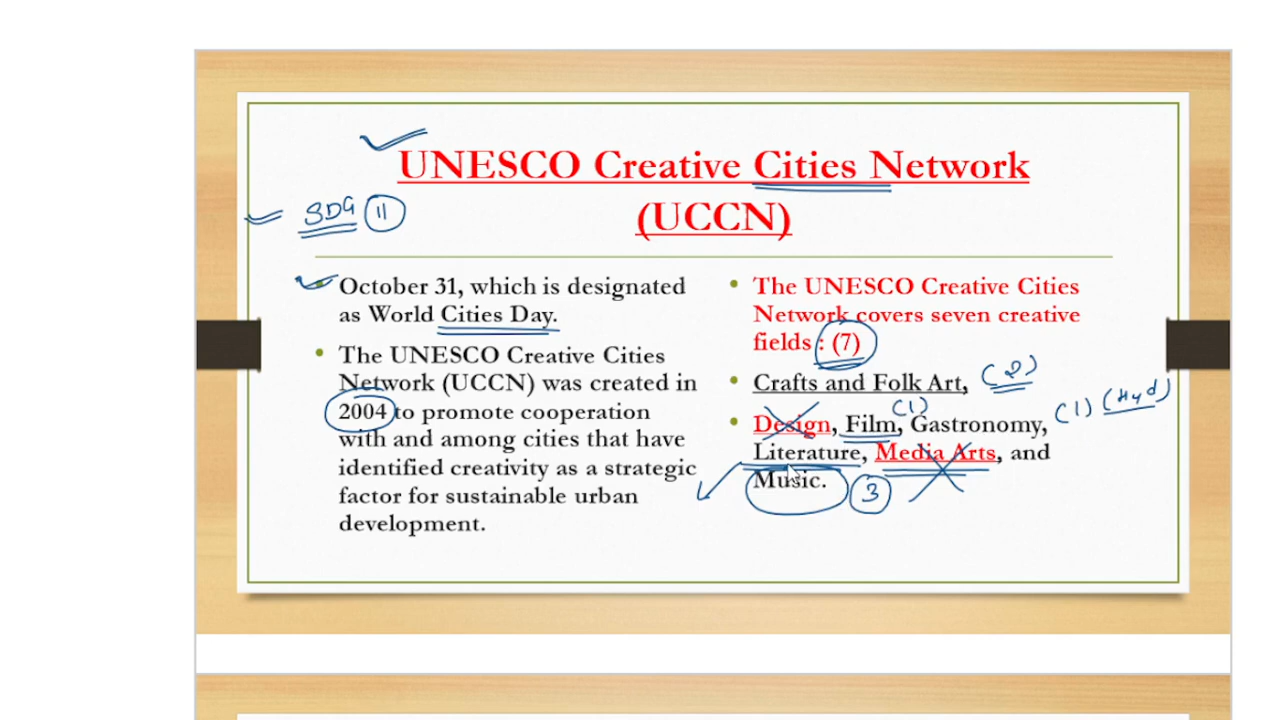 UNESCO Creative Cities Network
(UCCN)
SDG 11
• October 31, which is designated
as World Cities Day.
• The UNESCO Creative Cities
Network (UCCN) was created in
2004 to promote cooperation
with and among cities that have
identified creativity as a strategic
factor for sustainable urban
development.
• The UNESCO Creative Cities
Network covers seven creative
fields : (7)
• Crafts and Folk Art, (2)
(1) (1) (Hyd)
• Design, Film, Gastronomy,
Literature, Media Arts, and
Music. 3